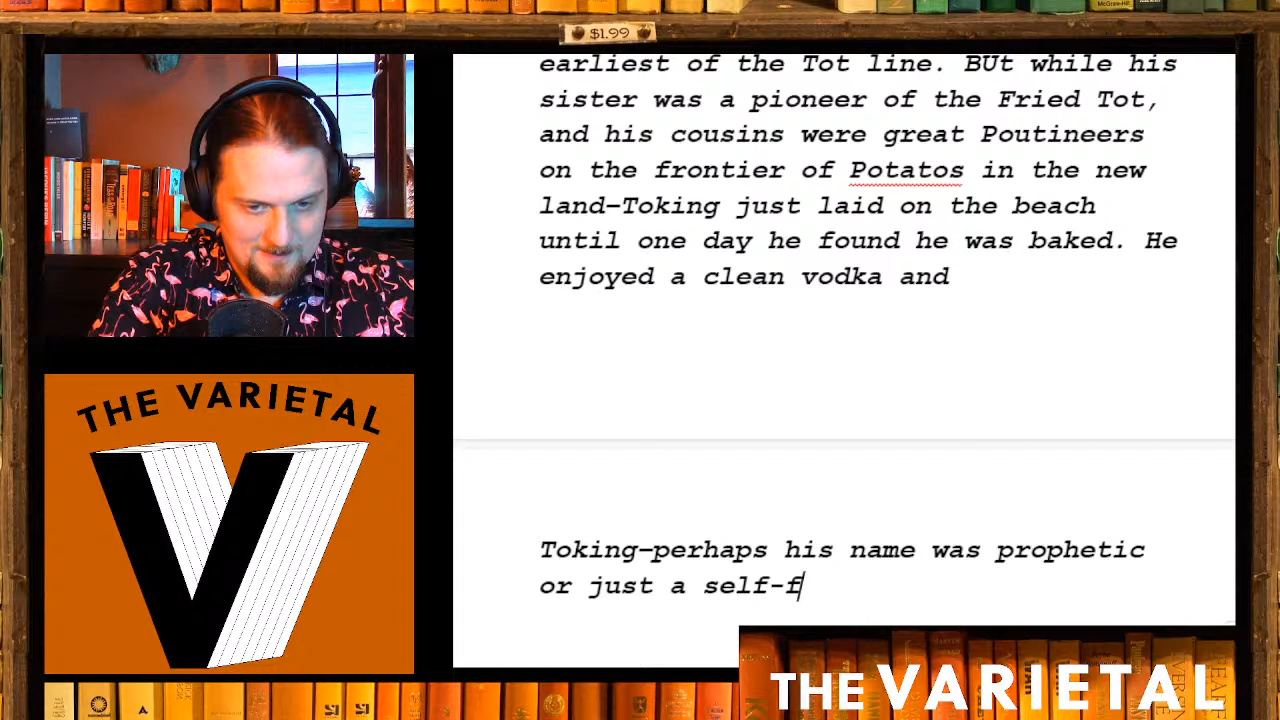 $1.99
earliest of the Tot line. BUt while his
sister was a pioneer of the Fried Tot,
and his cousins were great Poutineers
on the frontier of Potatos in the new
land-Toking just laid on the beach
until one day he found he was baked. He
enjoyed a clean vodka and
THE VARIETAL
Toking-perhaps his name was prophetic
or just a self-f
THE VARIETAL